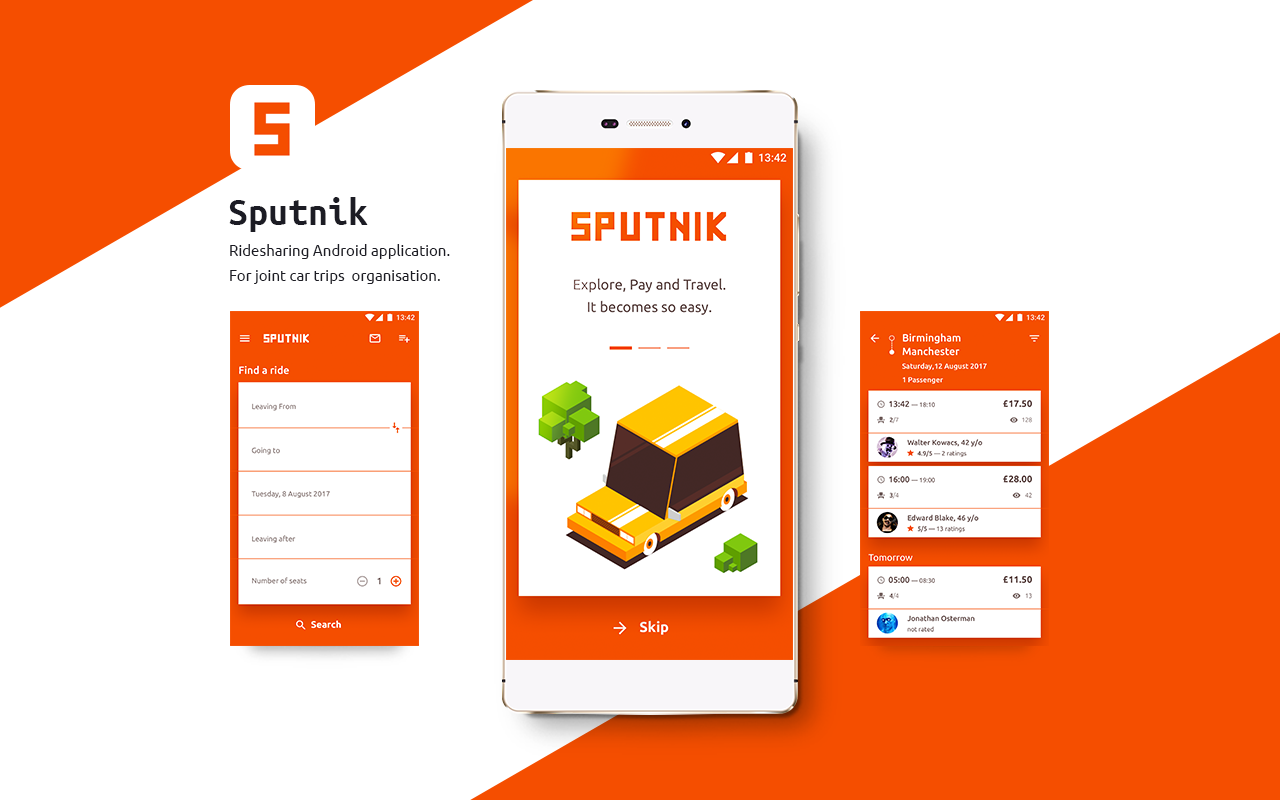 S
Sputnik
Ridesharing Android application.
For joint car trips organisation.
13:42
SPUTNIK
Find a ride
Leaving From
Going to
Tuesday, 8 August 2017
Leaving after
Number of seats 1
Search
13:42
SPUTNIK
Explore, Pay and Travel.
It becomes so easy.
Skip
13:42
Birmingham
Manchester
Saturday,12 August 2017
1 Passenger
13:42 — 18:10 £17.50
2/7 128
Walter Kowacs, 42 y/o
4.9/5 — 2 ratings
16:00 — 19:00 £28.00
3/4 42
Edward Blake, 46 y/o
5/5 — 13 ratings
Tomorrow
05:00 — 08:30 £11.50
4/4 13
Jonathan Osterman
not rated